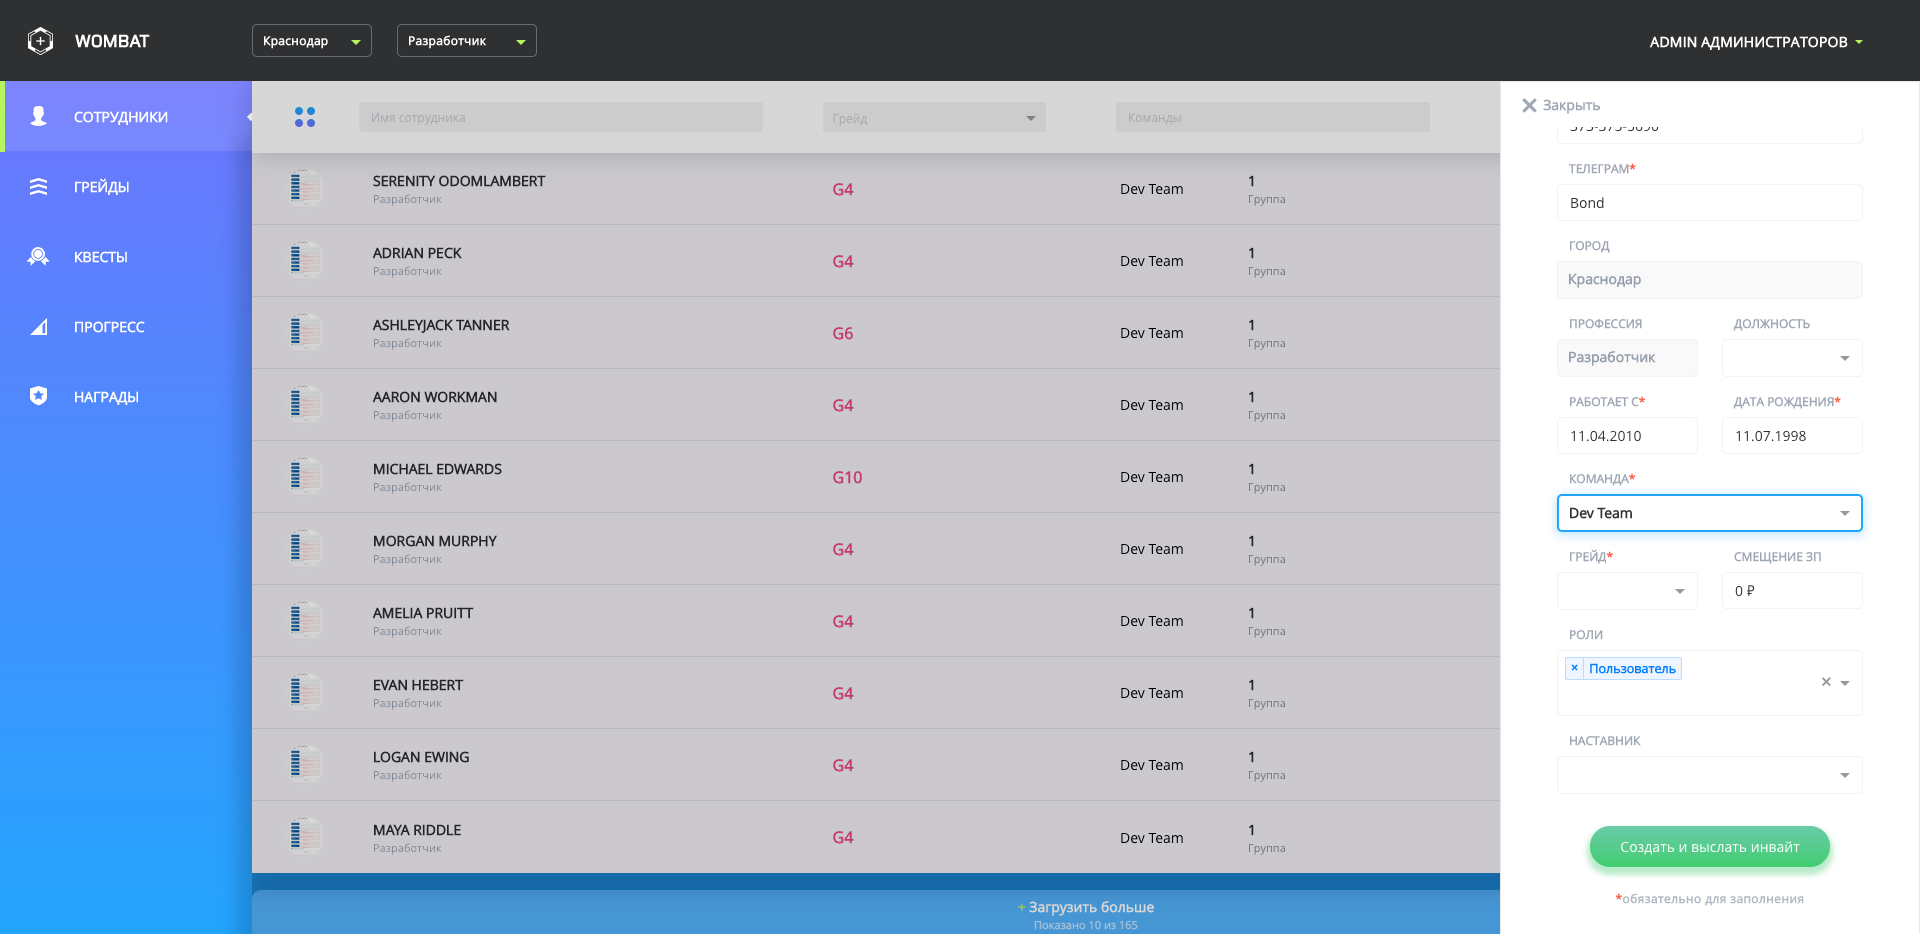 WOMBAT
Краснодар
Разработчик
ADMIN АДМИНИСТРАТОРОВ
СОТРУДНИКИ
ГРЕЙДЫ
КВЕСТЫ
ПРОГРЕСС
НАГРАДЫ
Имя сотрудника
Грейд
Команды
SERENITY ODOMLAMBERT
Разработчик
G4
Dev Team
1
Группа
ADRIAN PECK
Разработчик
G4
Dev Team
1
Группа
ASHLEYJACK TANNER
Разработчик
G6
Dev Team
1
Группа
AARON WORKMAN
Разработчик
G4
Dev Team
1
Группа
MICHAEL EDWARDS
Разработчик
G10
Dev Team
1
Группа
MORGAN MURPHY
Разработчик
G4
Dev Team
1
Группа
AMELIA PRUITT
Разработчик
G4
Dev Team
1
Группа
EVAN HEBERT
Разработчик
G4
Dev Team
1
Группа
LOGAN EWING
Разработчик
G4
Dev Team
1
Группа
MAYA RIDDLE
Разработчик
G4
Dev Team
1
Группа
+ Загрузить больше
Показано 10 из 165
Закрыть
ТЕЛЕГРАМ*
Bond
ГОРОД
Краснодар
ПРОФЕССИЯ
Разработчик
ДОЛЖНОСТЬ
РАБОТАЕТ С*
11.04.2010
ДАТА РОЖДЕНИЯ*
11.07.1998
КОМАНДА*
Dev Team
ГРЕЙД*
СМЕЩЕНИЕ ЗП
0 ₽
РОЛИ
× Пользователь
×
НАСТАВНИК
Создать и выслать инвайт
*обязательно для заполнения